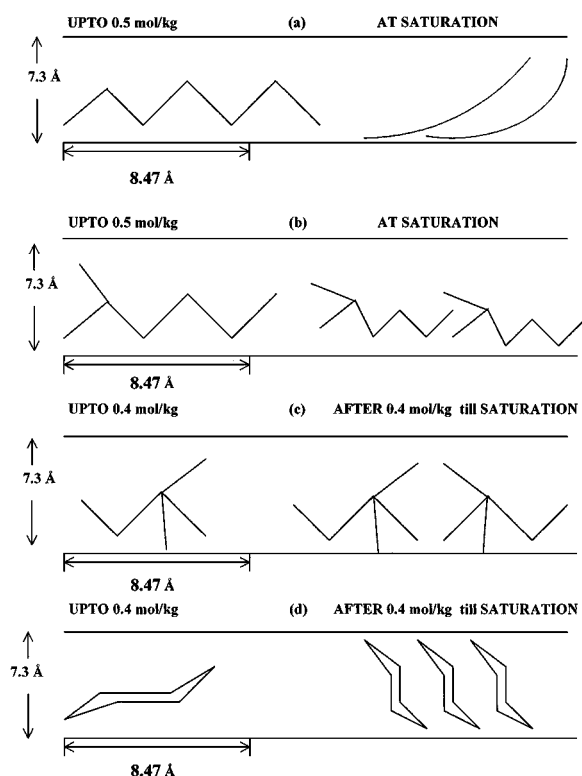 UPTO 0.5 mol/kg (a) AT SATURATION
7.3 Å
8.47 Å
UPTO 0.5 mol/kg (b) AT SATURATION
7.3 Å
8.47 Å
UPTO 0.4 mol/kg (c) AFTER 0.4 mol/kg till SATURATION
7.3 Å
8.47 Å
UPTO 0.4 mol/kg (d) AFTER 0.4 mol/kg till SATURATION
7.3 Å
8.47 Å